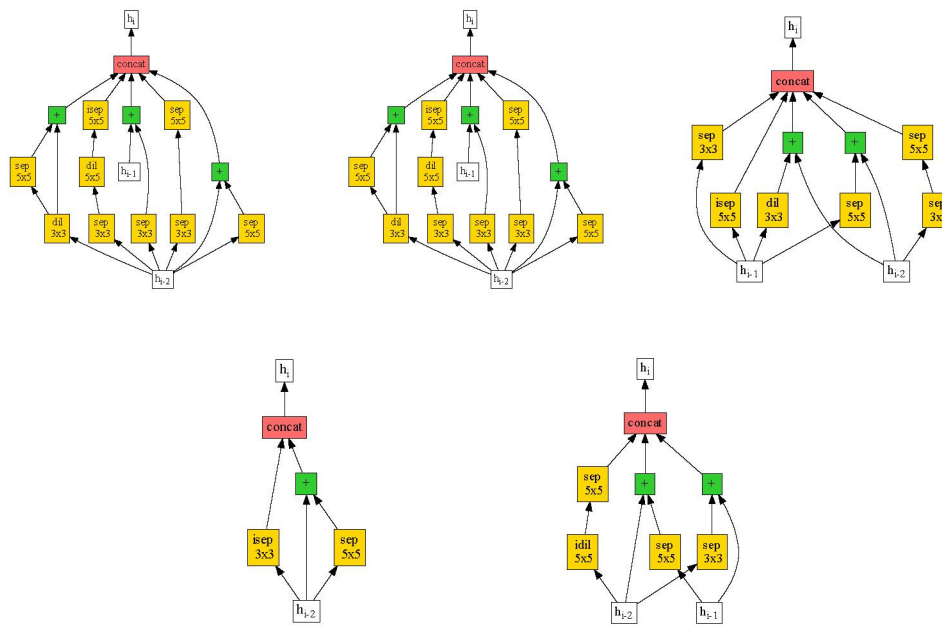 hi
concat
+
isep
5x5
+
sep
5x5
sep
5x5
dil
5x5
hi-1
+
dil
3x3
sep
3x3
sep
3x3
sep
3x3
sep
5x5
hi-2
hi
concat
+
isep
5x5
+
sep
5x5
sep
5x5
dil
5x5
hi-1
+
dil
3x3
sep
3x3
sep
3x3
sep
3x3
sep
5x5
hi-2
hi
concat
sep
3x3
+
+
sep
5x5
isep
5x5
dil
3x3
sep
5x5
sep
3x3
hi-1
hi-2
hi
concat
+
isep
3x3
sep
5x5
hi-2
hi
concat
sep
5x5
+
+
idil
5x5
sep
5x5
sep
3x3
hi-2
hi-1